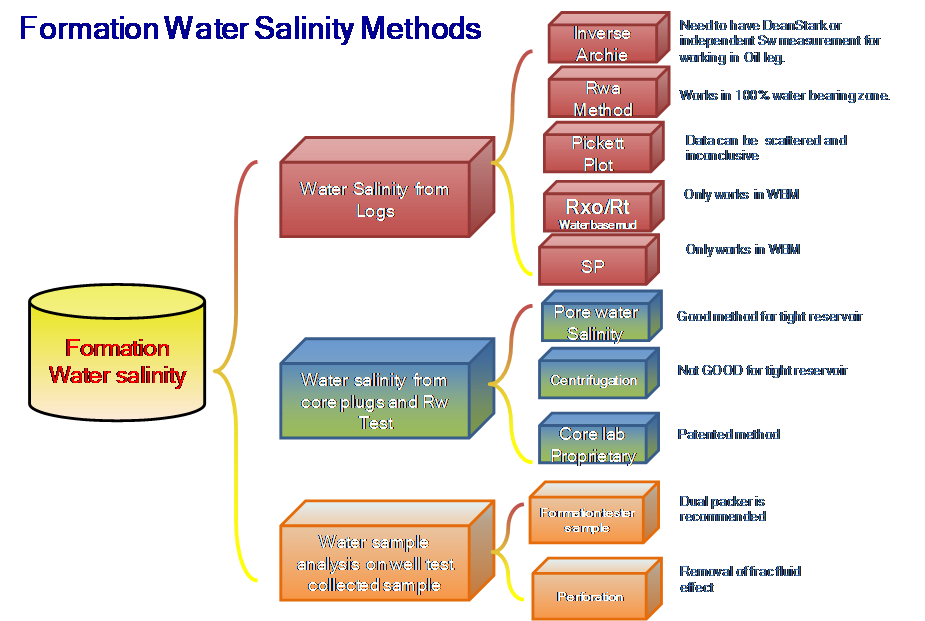 Formation Water Salinity Methods
Inverse
Archie
Need to have DeanStark or
independent Sw measurement for
working in Oil leg.
Rwa
Method
Works in 100% water bearing zone.
Pickett
Plot
Data can be scattered and
inconclusive
Rxo/Rt
Water base mud
Only works in WBM
SP
Only works in WBM
Water Salinity from
Logs
Formation
Water salinity
Water salinity from
core plugs and Rw
Test
Pore water
Salinity
Good method for tight reservoir
Centrifugation
Not GOOD for tight reservoir
Core lab
Proprietary
Patented method
Water sample
analysis on well test
collected sample
Formation tester
sample
Dual packer is
recommended
Perforation
Removal of frac fluid
effect